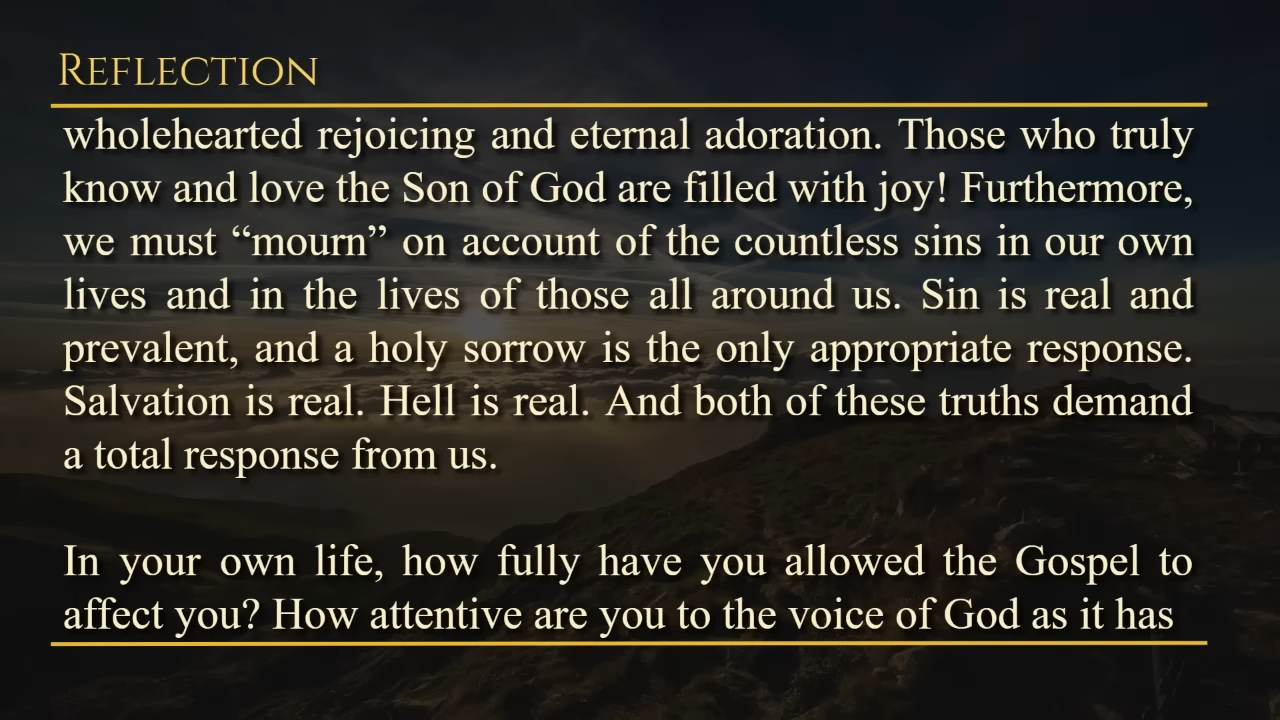 Reflection
wholehearted rejoicing and eternal adoration. Those who truly
know and love the Son of God are filled with joy! Furthermore,
we must “mourn” on account of the countless sins in our own
lives and in the lives of those all around us. Sin is real and
prevalent, and a holy sorrow is the only appropriate response.
Salvation is real. Hell is real. And both of these truths demand
a total response from us.
In your own life, how fully have you allowed the Gospel to
affect you? How attentive are you to the voice of God as it has